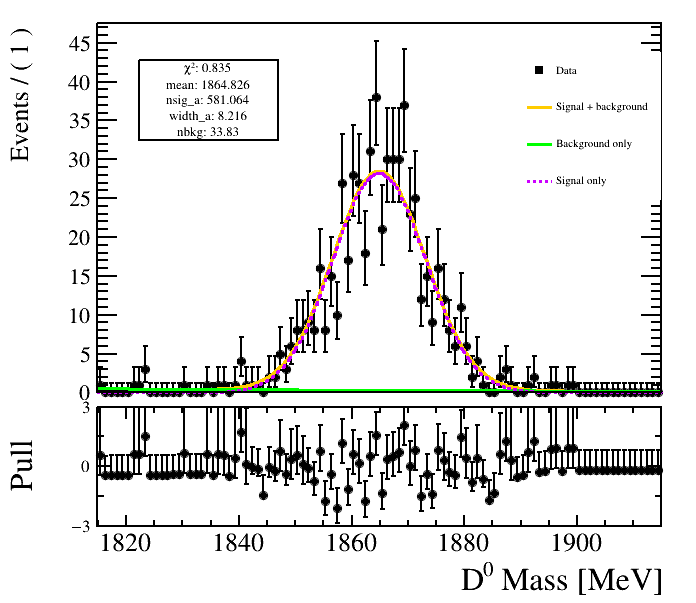 Events / ( 1 )
45
40
35
30
25
20
15
10
5
0
χ²: 0.835
mean: 1864.826
nsig_a: 581.064
width_a: 8.216
nbkg: 33.83
Data
Signal + background
Background only
Signal only
Pull
3
0
−3
1820 1840 1860 1880 1900
D⁰ Mass [MeV]